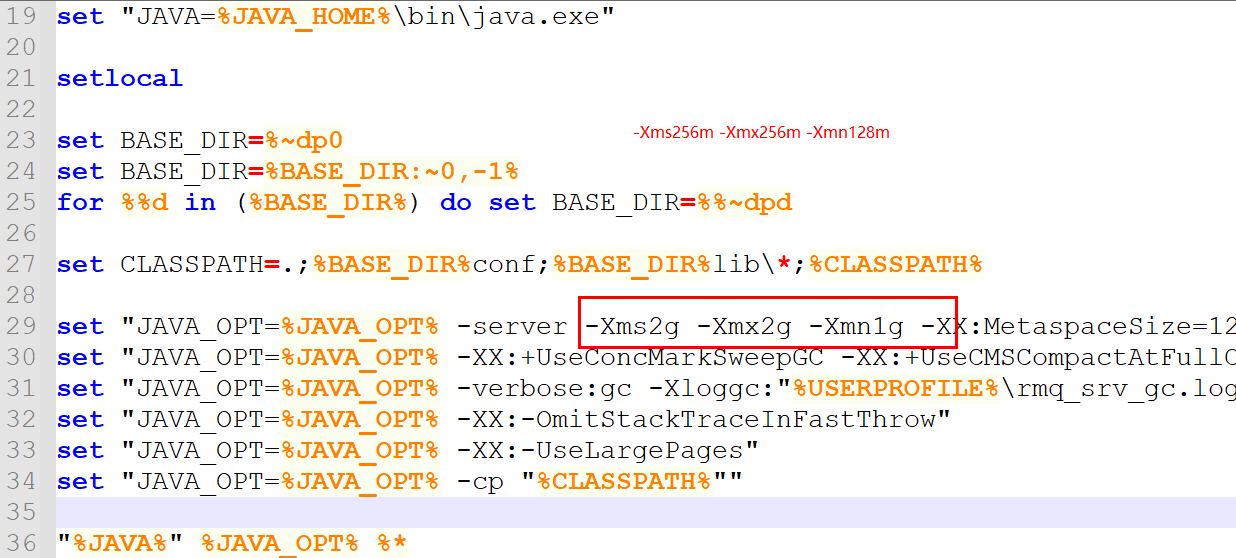 19 set "JAVA=%JAVA_HOME%\bin\java.exe"
20
21 setlocal
22
23 set BASE_DIR=%~dp0
-Xms256m -Xmx256m -Xmn128m
24 set BASE_DIR=%BASE_DIR:~0,-1%
25 for %%d in (%BASE_DIR%) do set BASE_DIR=%%~dpd
26
27 set CLASSPATH=.;%BASE_DIR%conf;%BASE_DIR%lib\*;%CLASSPATH%
28
29 set "JAVA_OPT=%JAVA_OPT% -server -Xms2g -Xmx2g -Xmn1g -XX:MetaspaceSize=12
30 set "JAVA_OPT=%JAVA_OPT% -XX:+UseConcMarkSweepGC -XX:+UseCMSCompactAtFullC
31 set "JAVA_OPT=%JAVA_OPT% -verbose:gc -Xloggc:"%USERPROFILE%\rmq_srv_gc.log
32 set "JAVA_OPT=%JAVA_OPT% -XX:-OmitStackTraceInFastThrow"
33 set "JAVA_OPT=%JAVA_OPT% -XX:-UseLargePages"
34 set "JAVA_OPT=%JAVA_OPT% -cp "%CLASSPATH%""
35
36 "%JAVA%" %JAVA_OPT% %*